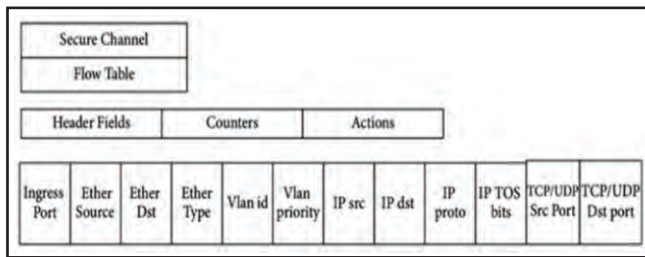 Secure Channel
Flow Table
Header Fields Counters Actions
Ingress Port Ether Source Ether Dst Ether Type Vlan id Vlan priority IP src IP dst IP proto IP TOS bits TCP/UDP Src Port TCP/UDP Dst port